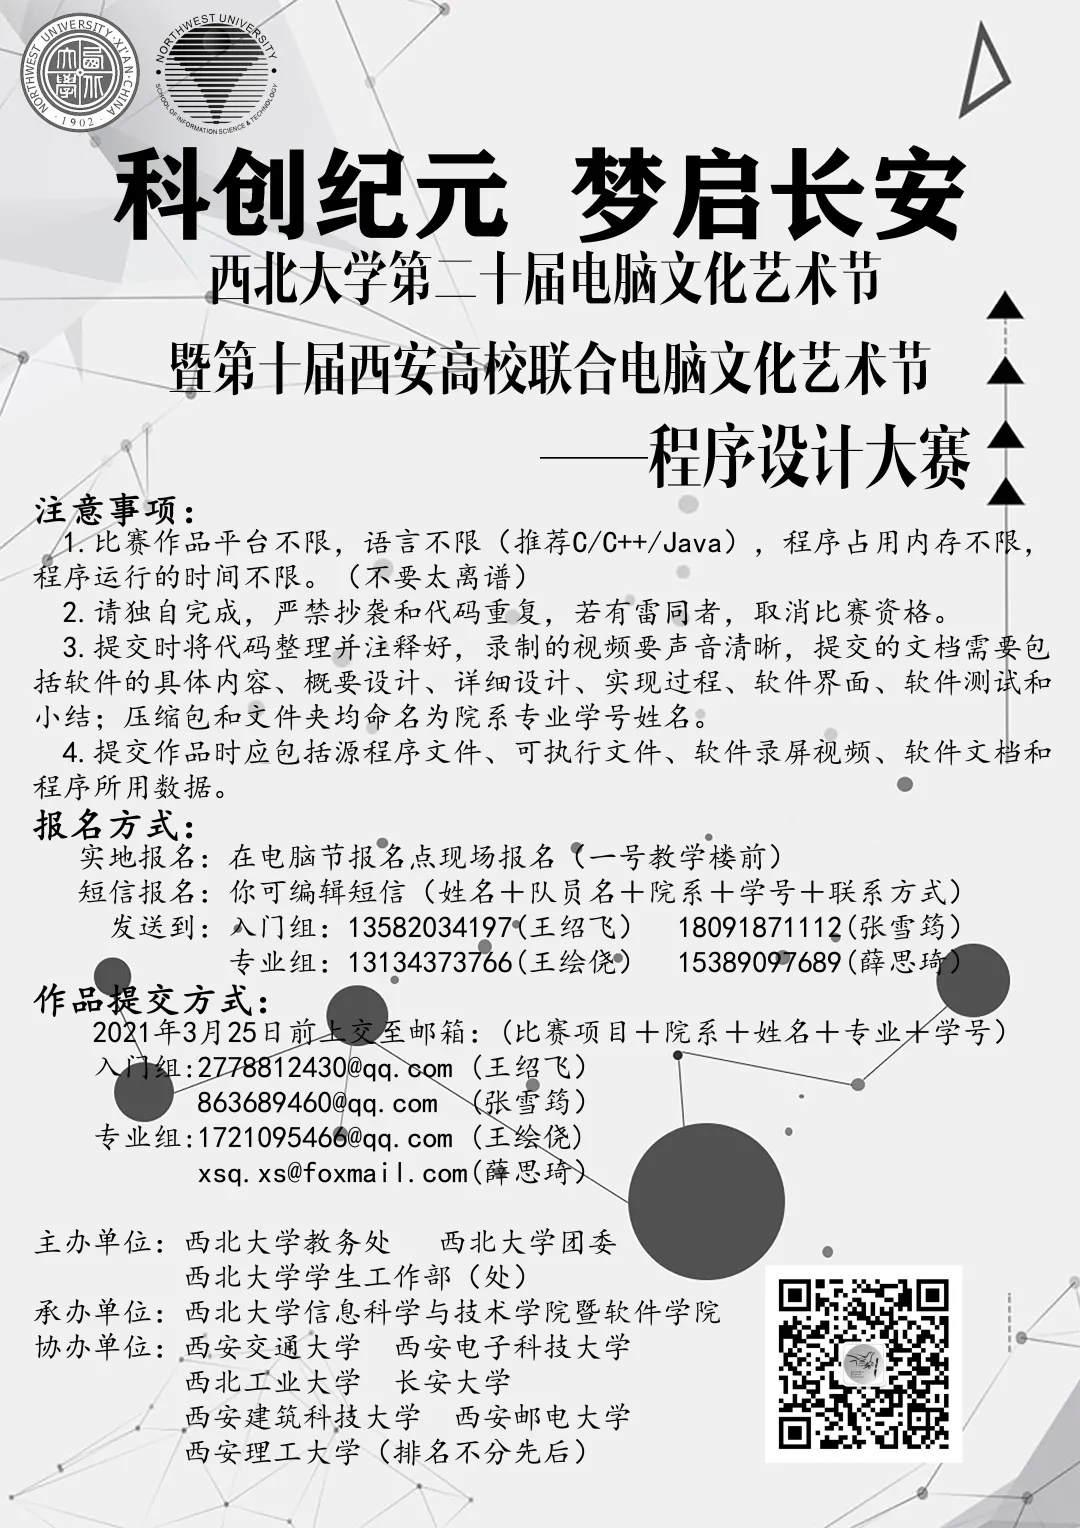 NORTHWEST UNIVERSITY·XI'AN·CHINA
·1902·
NORTHWEST UNIVERSITY
SCHOOL OF INFORMATION SCIENCE & TECHNOLOGY
科创纪元 梦启长安
西北大学第二十届电脑文化艺术节
暨第十届西安高校联合电脑文化艺术节
——程序设计大赛
注意事项：
1.比赛作品平台不限，语言不限（推荐C/C++/Java），程序占用内存不限，
程序运行的时间不限。（不要太离谱）
2.请独自完成，严禁抄袭和代码重复，若有雷同者，取消比赛资格。
3.提交时将代码整理并注释好，录制的视频要声音清晰，提交的文档需要包
括软件的具体内容、概要设计、详细设计、实现过程、软件界面、软件测试和
小结；压缩包和文件夹均命名为院系专业学号姓名。
4.提交作品时应包括源程序文件、可执行文件、软件录屏视频、软件文档和
程序所用数据。
报名方式：
实地报名：在电脑节报名点现场报名（一号教学楼前）
短信报名：你可编辑短信（姓名＋队员名＋院系＋学号＋联系方式）
发送到：入门组：13582034197(王绍飞） 18091871112(张雪筠）
专业组：13134373766(王绘侥） 15389097689(薛思琦）
作品提交方式：
2021年3月25日前上交至邮箱：(比赛项目＋院系＋姓名＋专业＋学号）
入门组:2778812430@qq.com (王绍飞）
863689460@qq.com (张雪筠）
专业组:1721095466@qq.com (王绘侥)
xsq.xs@foxmail.com(薛思琦）
主办单位：西北大学教务处 西北大学团委
西北大学学生工作部（处）
承办单位：西北大学信息科学与技术学院暨软件学院
协办单位：西安交通大学 西安电子科技大学
西北工业大学 长安大学
西安建筑科技大学 西安邮电大学
西安理工大学（排名不分先后）